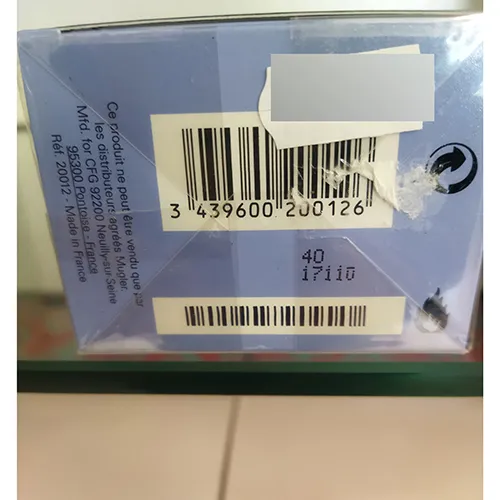 Ce produit ne peut être vendu que par
les distributeurs agréés Mugler.
Mfd. for CFG 92200 Neuilly-sur-Seine
95300 Pontoise - France
Réf. 20012 - Made in France
3 439600 200126
40
17110